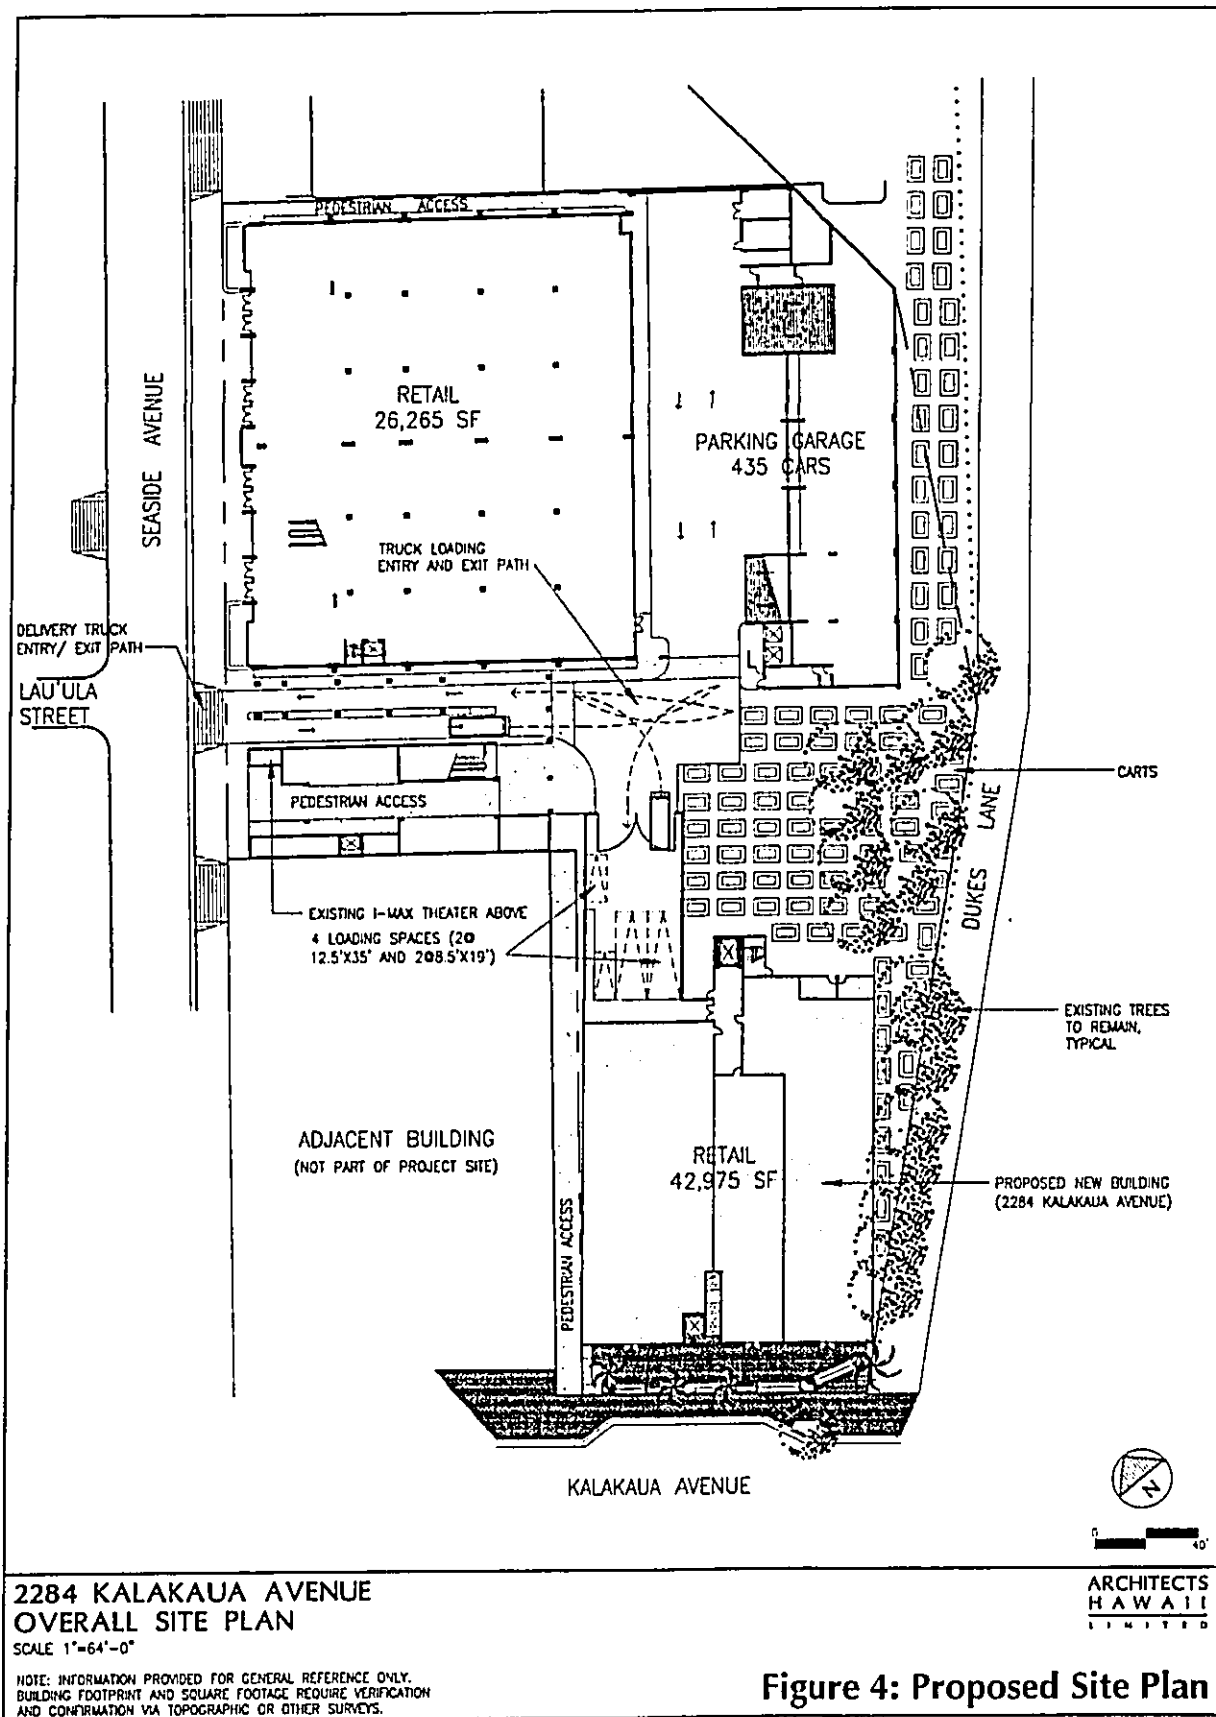 PEDESTRIAN ACCESS
RETAIL
26,265 SF
SEASIDE AVENUE
PARKING GARAGE
435 CARS
TRUCK LOADING
ENTRY AND EXIT PATH
DELIVERY TRUCK
ENTRY/ EXIT PATH
LAU'ULA
STREET
CARTS
PEDESTRIAN ACCESS
DUKES LANE
EXISTING I-MAX THEATER ABOVE
4 LOADING SPACES (2@
12.5'X35' AND 2@8.5'X19')
EXISTING TREES
TO REMAIN,
TYPICAL
ADJACENT BUILDING
(NOT PART OF PROJECT SITE)
RETAIL
42,975 SF
PROPOSED NEW BUILDING
(2284 KALAKAUA AVENUE)
PEDESTRIAN ACCESS
KALAKAUA AVENUE
N
0 40'
2284 KALAKAUA AVENUE
OVERALL SITE PLAN
SCALE 1"=64'-0"
ARCHITECTS
HAWAII
LIMITED
NOTE: INFORMATION PROVIDED FOR GENERAL REFERENCE ONLY.
BUILDING FOOTPRINT AND SQUARE FOOTAGE REQUIRE VERIFICATION
AND CONFIRMATION VIA TOPOGRAPHIC OR OTHER SURVEYS.
Figure 4: Proposed Site Plan